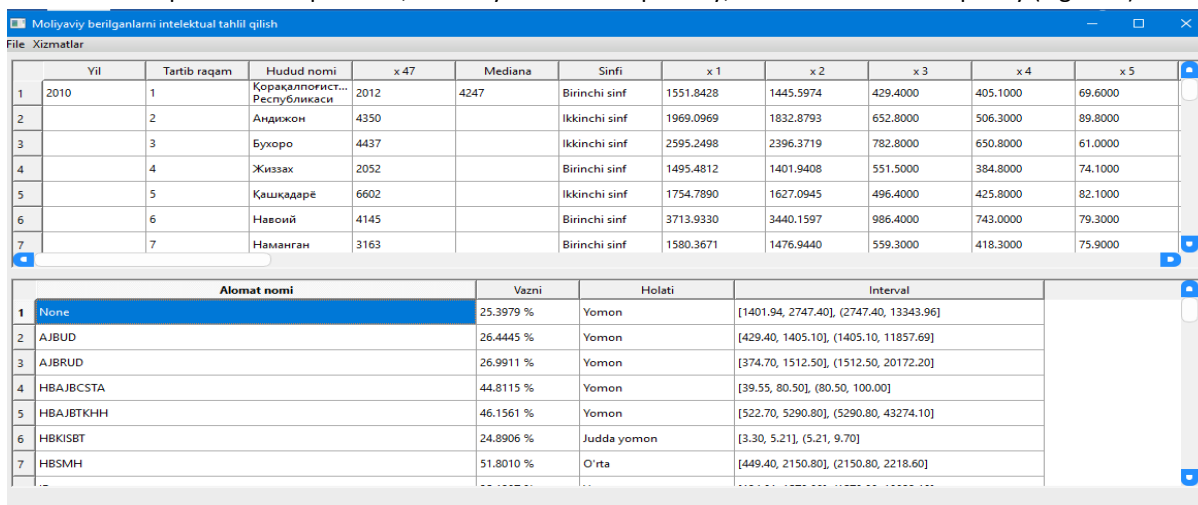 Moliyaviy berilganlarni intelektual tahlil qilish
File Xizmatlar
Yil Tartib raqam Hudud nomi x 47 Mediana Sinfi x 1 x 2 x 3 x 4 x 5
1 2010 1 Қорақалпоғист... Республикаси 2012 4247 Birinchi sinf 1551.8428 1445.5974 429.4000 405.1000 69.6000
2 2 Андижон 4350 Ikkinchi sinf 1969.0969 1832.8793 652.8000 506.3000 89.8000
3 3 Бухоро 4437 Ikkinchi sinf 2595.2498 2396.3719 782.8000 650.8000 61.0000
4 4 Жиззах 2052 Birinchi sinf 1495.4812 1401.9408 551.5000 384.8000 74.1000
5 5 Қашқадарё 6602 Ikkinchi sinf 1754.7890 1627.0945 496.4000 425.8000 82.1000
6 6 Навоий 4145 Birinchi sinf 3713.9330 3440.1597 986.4000 743.0000 79.3000
7 7 Наманган 3163 Birinchi sinf 1580.3671 1476.9440 559.3000 418.3000 75.9000
Alomat nomi Vazni Holati Interval
1 None 25.3979 % Yomon [1401.94, 2747.40], (2747.40, 13343.96]
2 AJBUD 26.4445 % Yomon [429.40, 1405.10], (1405.10, 11857.69]
3 AJBRUD 26.9911 % Yomon [374.70, 1512.50], (1512.50, 20172.20]
4 HBAJBCSTA 44.8115 % Yomon [39.55, 80.50], (80.50, 100.00]
5 HBAJBTKHH 46.1561 % Yomon [522.70, 5290.80], (5290.80, 43274.10]
6 HBKISBT 24.8906 % Judda yomon [3.30, 5.21], (5.21, 9.70]
7 HBSMH 51.8010 % O'rta [449.40, 2150.80], (2150.80, 2218.60]